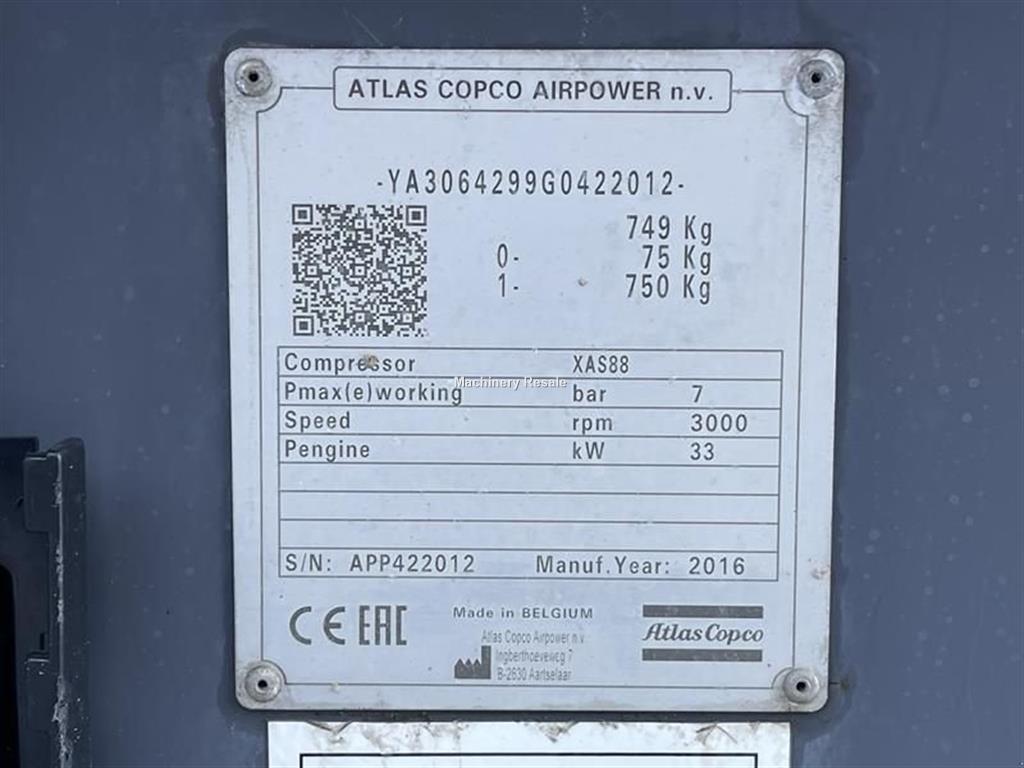 ATLAS COPCO AIRPOWER n.v.
-YA3064299G0422012-
749 Kg
0- 75 Kg
1- 750 Kg
Compressor XAS88
Machinery Resale
Pmax(e)working bar 7
Speed rpm 3000
Pengine kW 33
S/N: APP422012 Manuf.Year: 2016
CE EAC Made in BELGIUM
Atlas Copco
Atlas Copco Airpower n.v.
Ingberthoeveweg 7
B-2630 Aartselaar